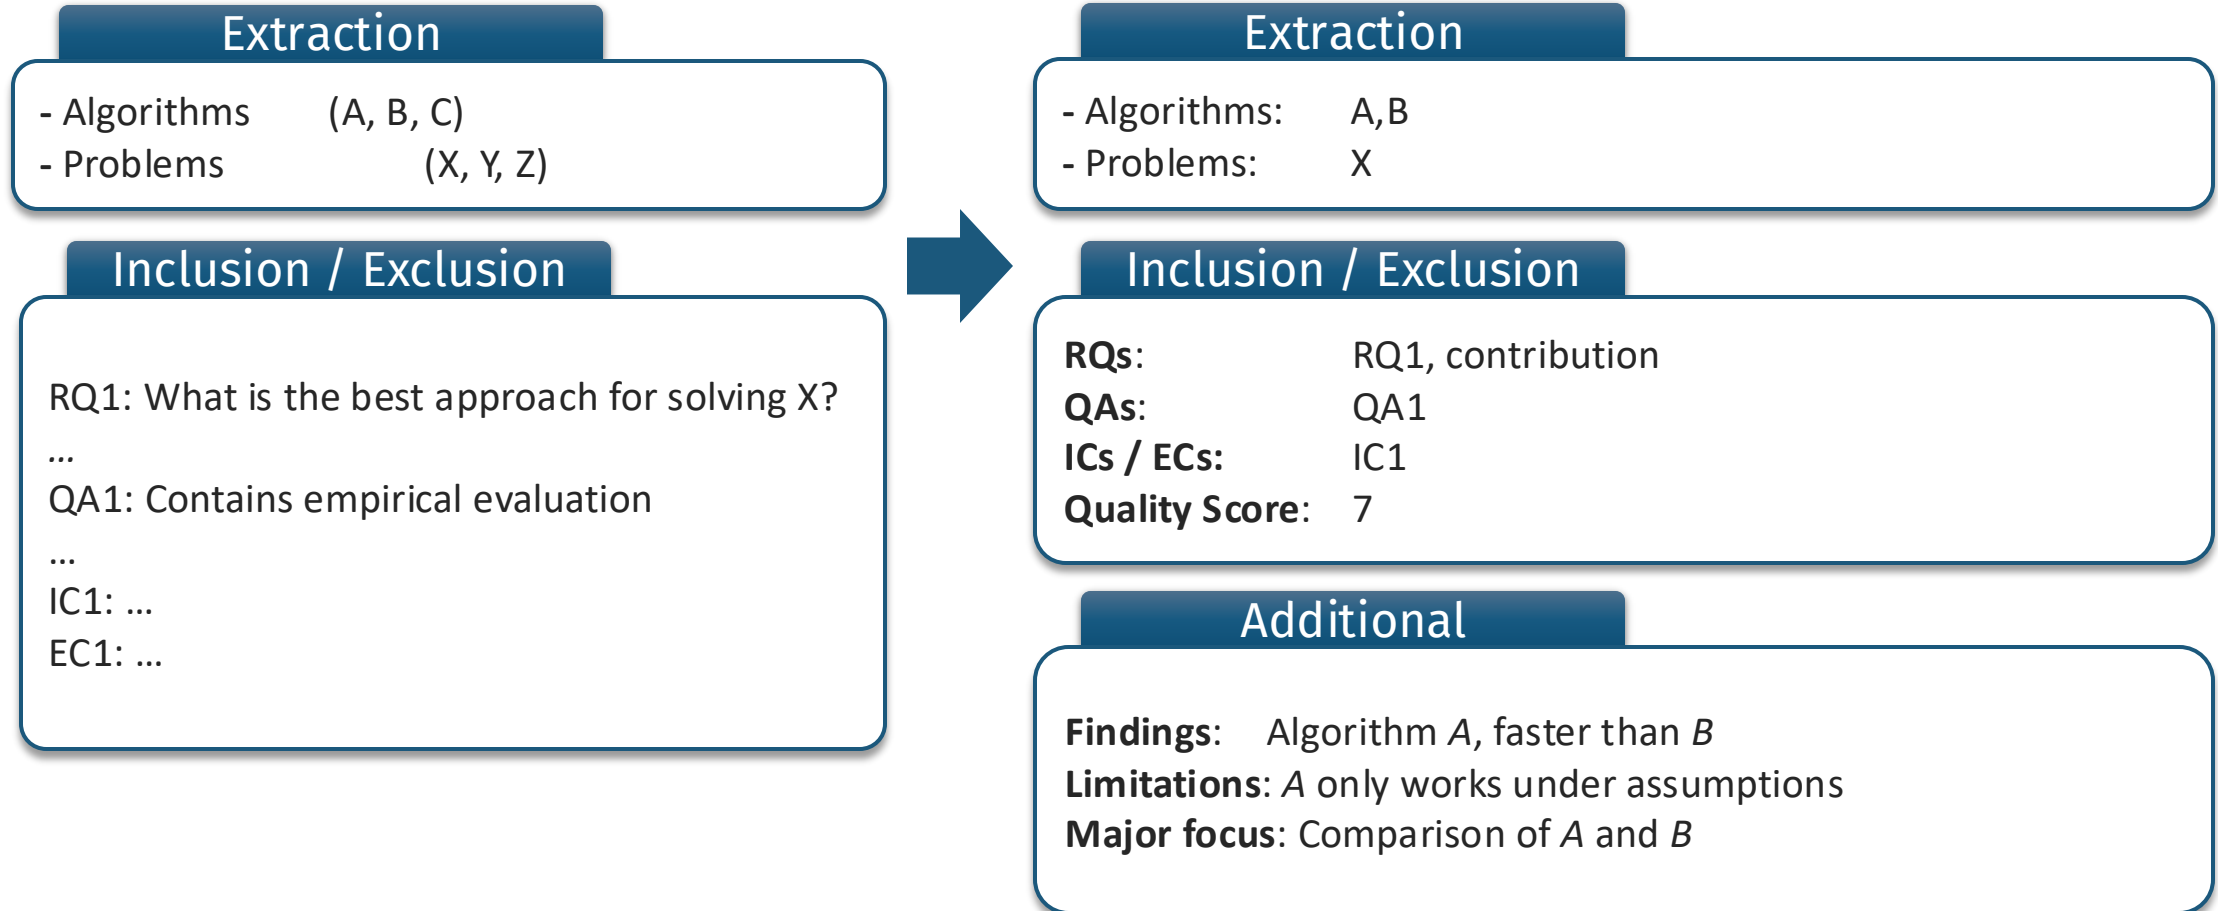 Extraction
- Algorithms (A, B, C)
- Problems (X, Y, Z)
Inclusion / Exclusion
RQ1: What is the best approach for solving X?
...
QA1: Contains empirical evaluation
...
IC1: ...
EC1: ...
Extraction
- Algorithms: A,B
- Problems: X
Inclusion / Exclusion
RQs: RQ1, contribution
QAs: QA1
ICs / ECs: IC1
Quality Score: 7
Additional
Findings: Algorithm A, faster than B
Limitations: A only works under assumptions
Major focus: Comparison of A and B